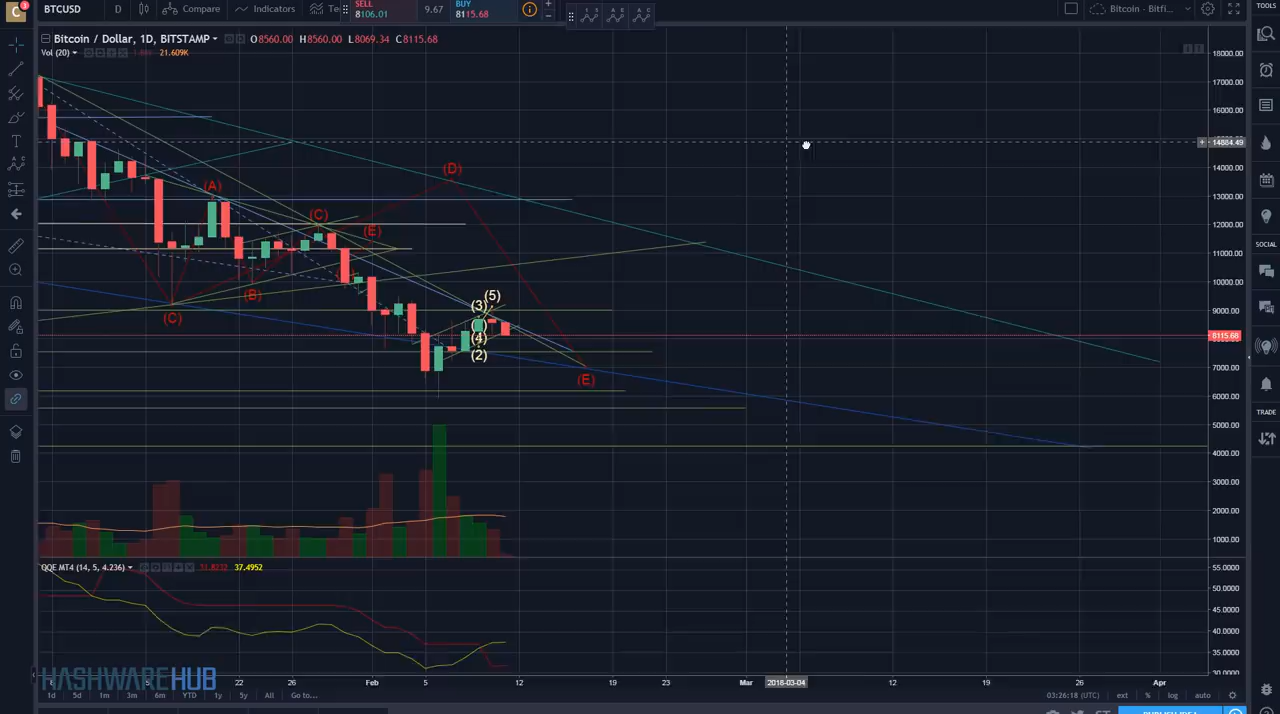 BTCUSD D Compare Indicators SELL 8106.01 9.67 BUY 8115.68 Bitcoin - Bitfi...
TOOLS
Bitcoin / Dollar, 1D, BITSTAMP O8560.00 H8560.00 L8069.34 C8115.68
Vol (20) 21.609K
18000.00
17000.00
16000.00
14884.49
14000.00
(D)
(A)
13000.00
(C)
12000.00
(E)
SOCIAL
11000.00
10000.00
(B)
(5)
(3)
9000.00
(C)
8115.68
(4)
(2)
7000.00
(E)
6000.00
TRADE
4000.00
3000.00
2000.00
1000.00
QQE MT4 (14, 5, 4.236) 37.4952
55.0000
50.0000
45.0000
40.0000
35.0000
30.0000
HASHWAREHUB
22 26 Feb 5 12 19 23 Mar 2018-03-04 12 19 26 Apr
1d 5d 1m 3m 6m YTD 1y 5y All Go to... 03:26:18 (UTC) ext % log auto